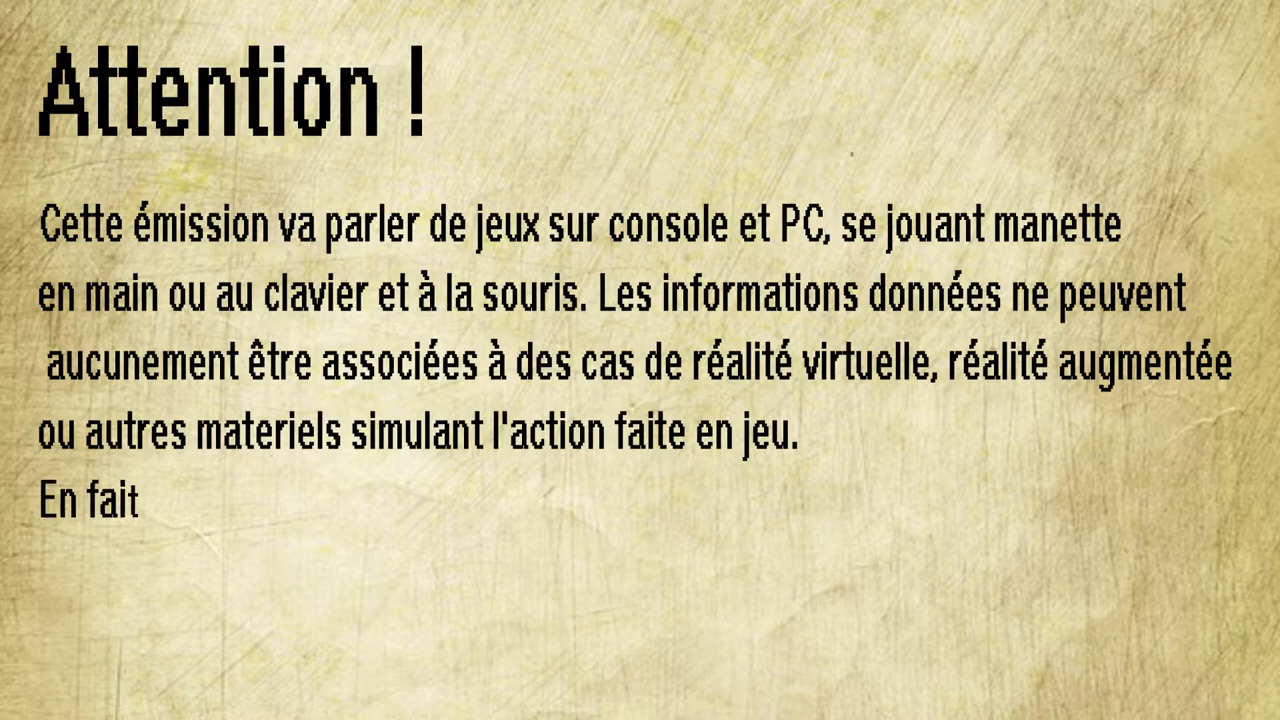 Attention !
Cette émission va parler de jeux sur console et PC, se jouant manette
en main ou au clavier et à la souris. Les informations données ne peuvent
aucunement être associées à des cas de réalité virtuelle, réalité augmentée
ou autres materiels simulant l'action faite en jeu.
En fait